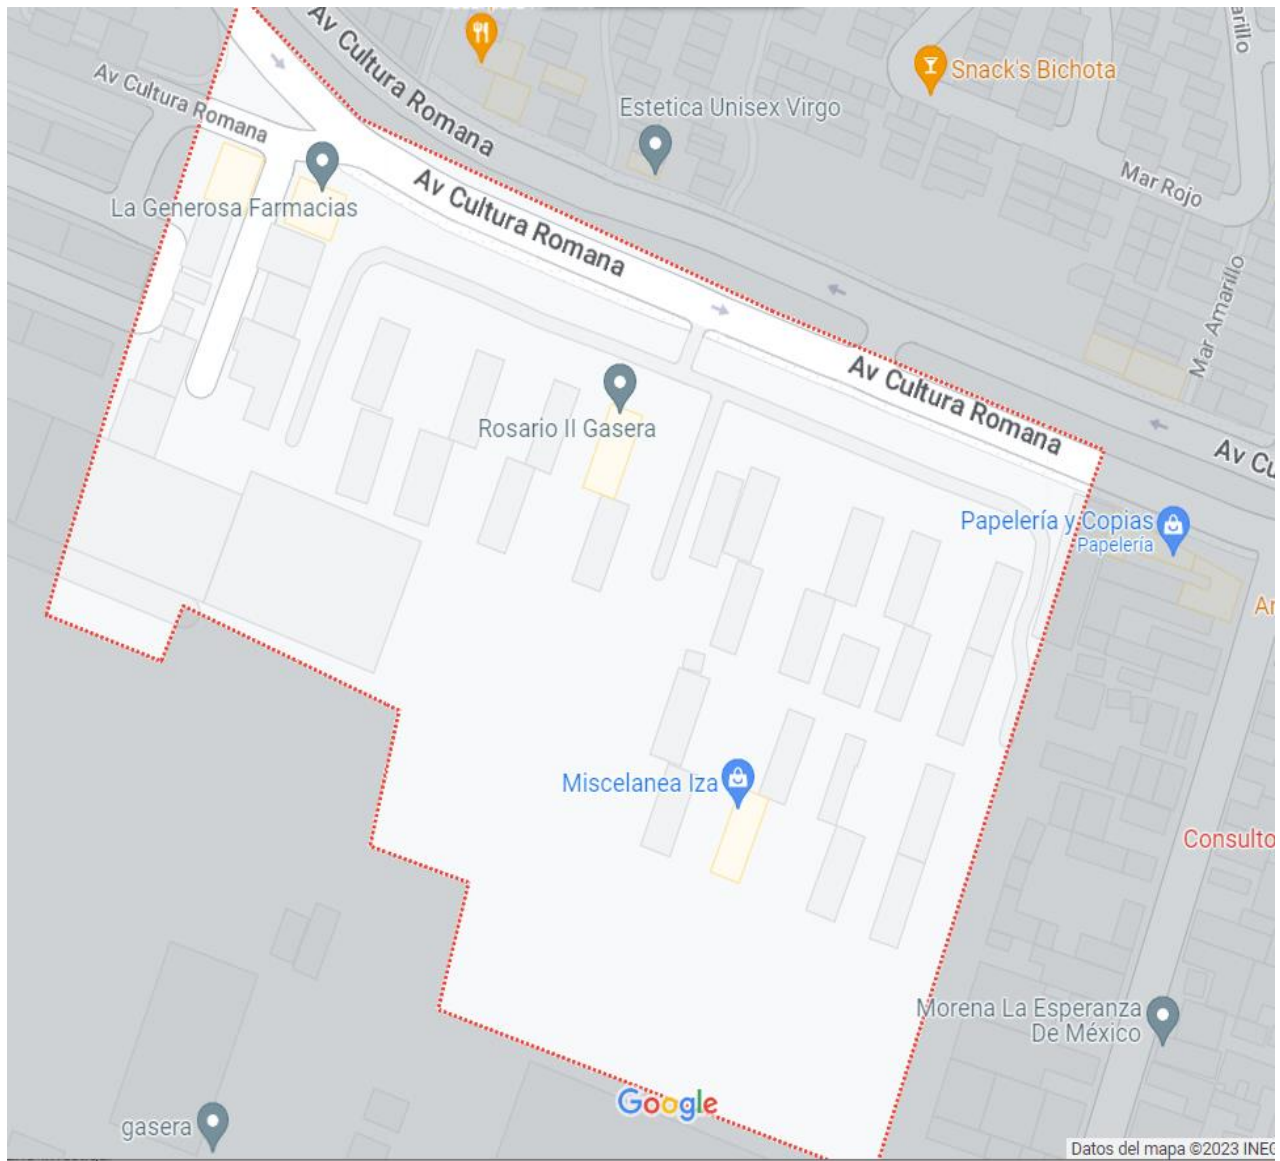 Av Cultura Romana
Snack's Bichota
Av Cultura Romana
Estetica Unisex Virgo
Mar Rojo
La Generosa Farmacias
Av Cultura Romana
Mar Amarillo
Av Cultura Romana
Rosario II Gasera
Av Cu
Papelería y Copias
Papelería
Ar
Miscelanea Iza
Consulto
Morena La Esperanza
De México
Google
gasera
Datos del mapa ©2023 INEG